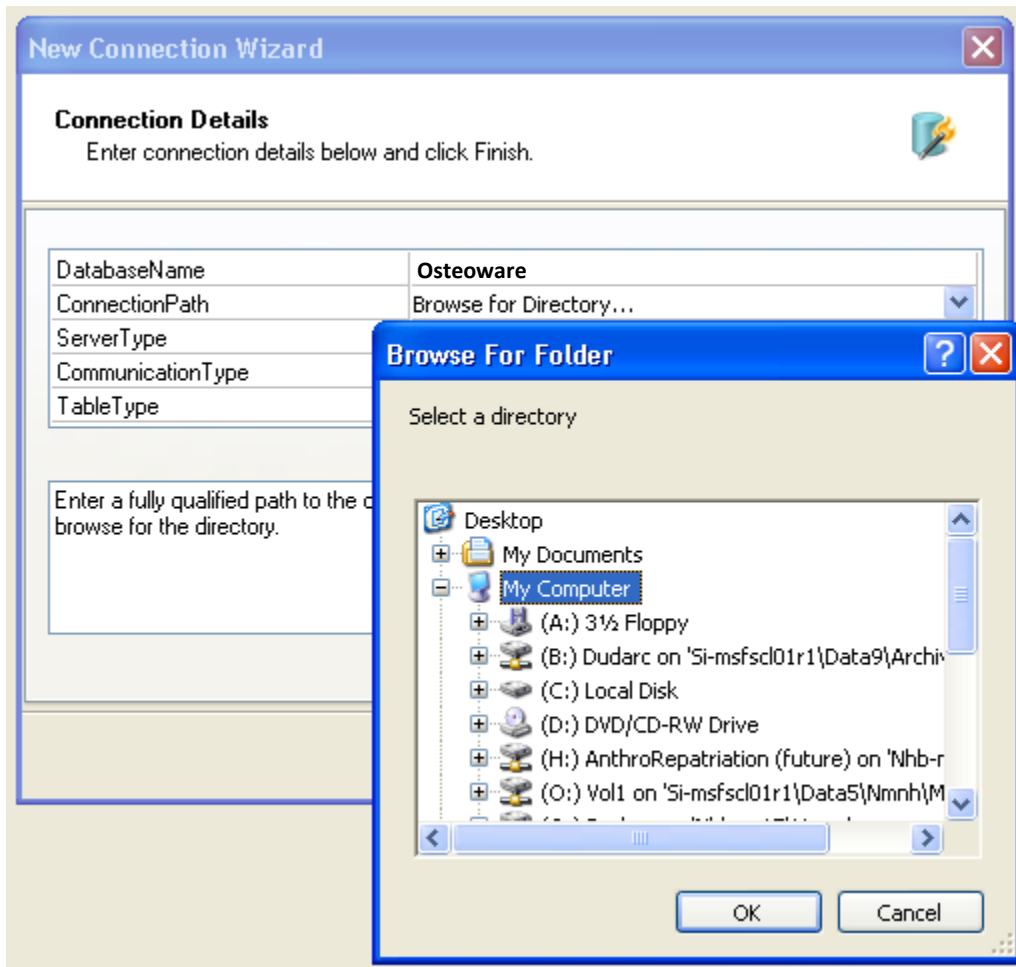 New Connection Wizard
Connection Details
Enter connection details below and click Finish.
DatabaseName Osteoware
ConnectionPath Browse for Directory...
ServerType
CommunicationType
TableType
Enter a fully qualified path to the
browse for the directory.
Browse For Folder
Select a directory
Desktop
My Documents
My Computer
(A:) 3½ Floppy
(B:) Dudarc on 'Si-msfscl01r1\Data9\Archiv
(C:) Local Disk
(D:) DVD/CD-RW Drive
(H:) AnthroRepatriation (future) on 'Nhb-r
(O:) Vol1 on 'Si-msfscl01r1\Data5\Nmnh\M
OK Cancel